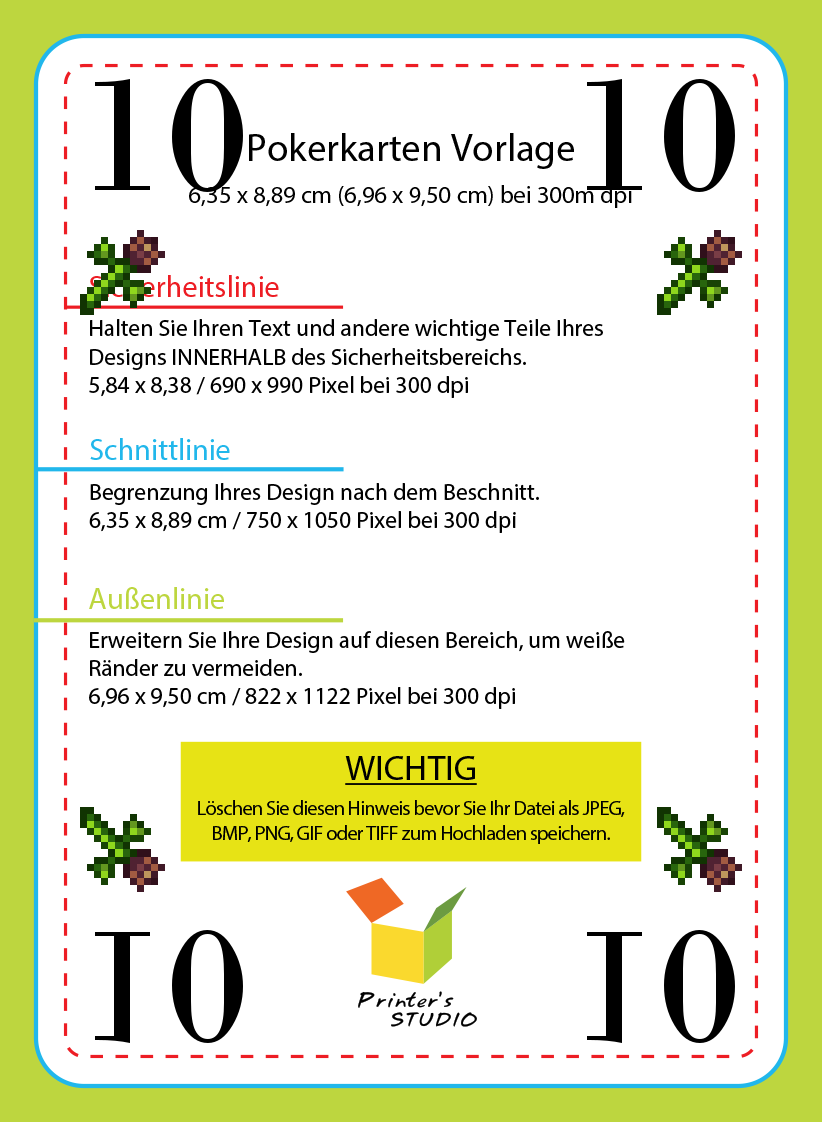 10 10
Pokerkarten Vorlage
6,35 x 8,89 cm (6,96 x 9,50 cm) bei 300m dpi
Sicherheitslinie
Halten Sie Ihren Text und andere wichtige Teile Ihres
Designs INNERHALB des Sicherheitsbereichs.
5,84 x 8,38 / 690 x 990 Pixel bei 300 dpi
Schnittlinie
Begrenzung Ihres Design nach dem Beschnitt.
6,35 x 8,89 cm / 750 x 1050 Pixel bei 300 dpi
Außenlinie
Erweitern Sie Ihre Design auf diesen Bereich, um weiße
Ränder zu vermeiden.
6,96 x 9,50 cm / 822 x 1122 Pixel bei 300 dpi
WICHTIG
Löschen Sie diesen Hinweis bevor Sie Ihr Datei als JPEG,
BMP, PNG, GIF oder TIFF zum Hochladen speichern.
Printer's
STUDIO
10 10